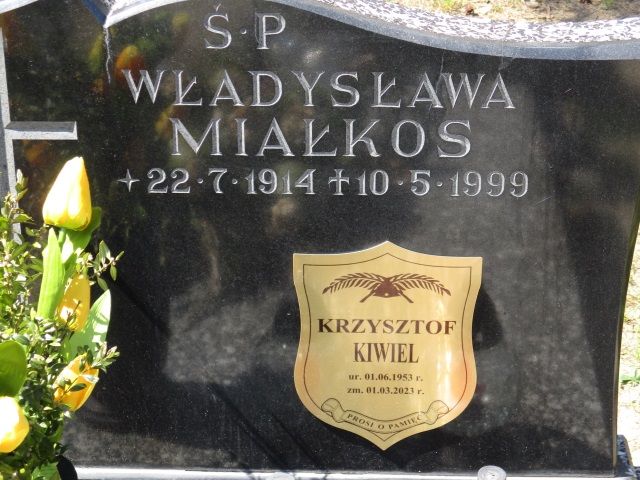 Ś·P
WŁADYSŁAWA
MIAŁKOS
+22·7·1914 †10·5·1999
KRZYSZTOF
KIWIEL
ur. 01.06.1953 r.
zm. 01.03.2023 r.
PROSI O PAMIĘĆ